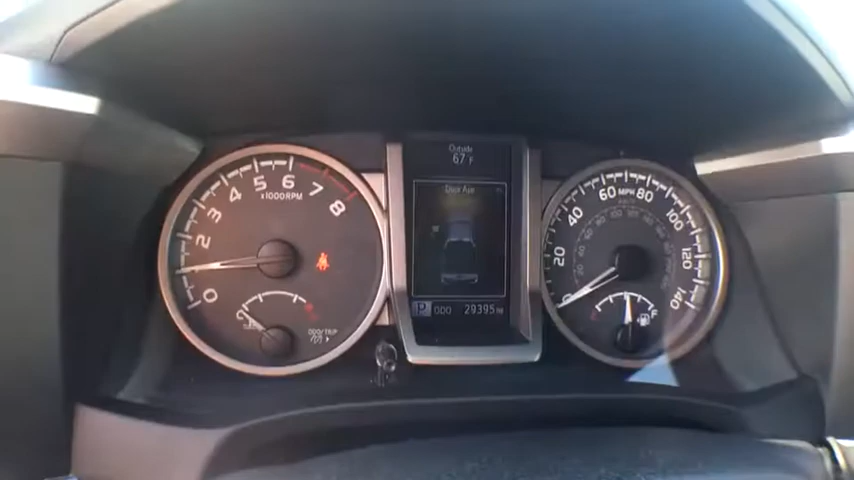 Outside
67 F
Door Ajar
P ODO 29395 MI
0 1 2 3 4 5 6 7 8
x1000RPM
C H
ODO/TRIP
0 20 40 60 80 100 120 140
MPH
E F